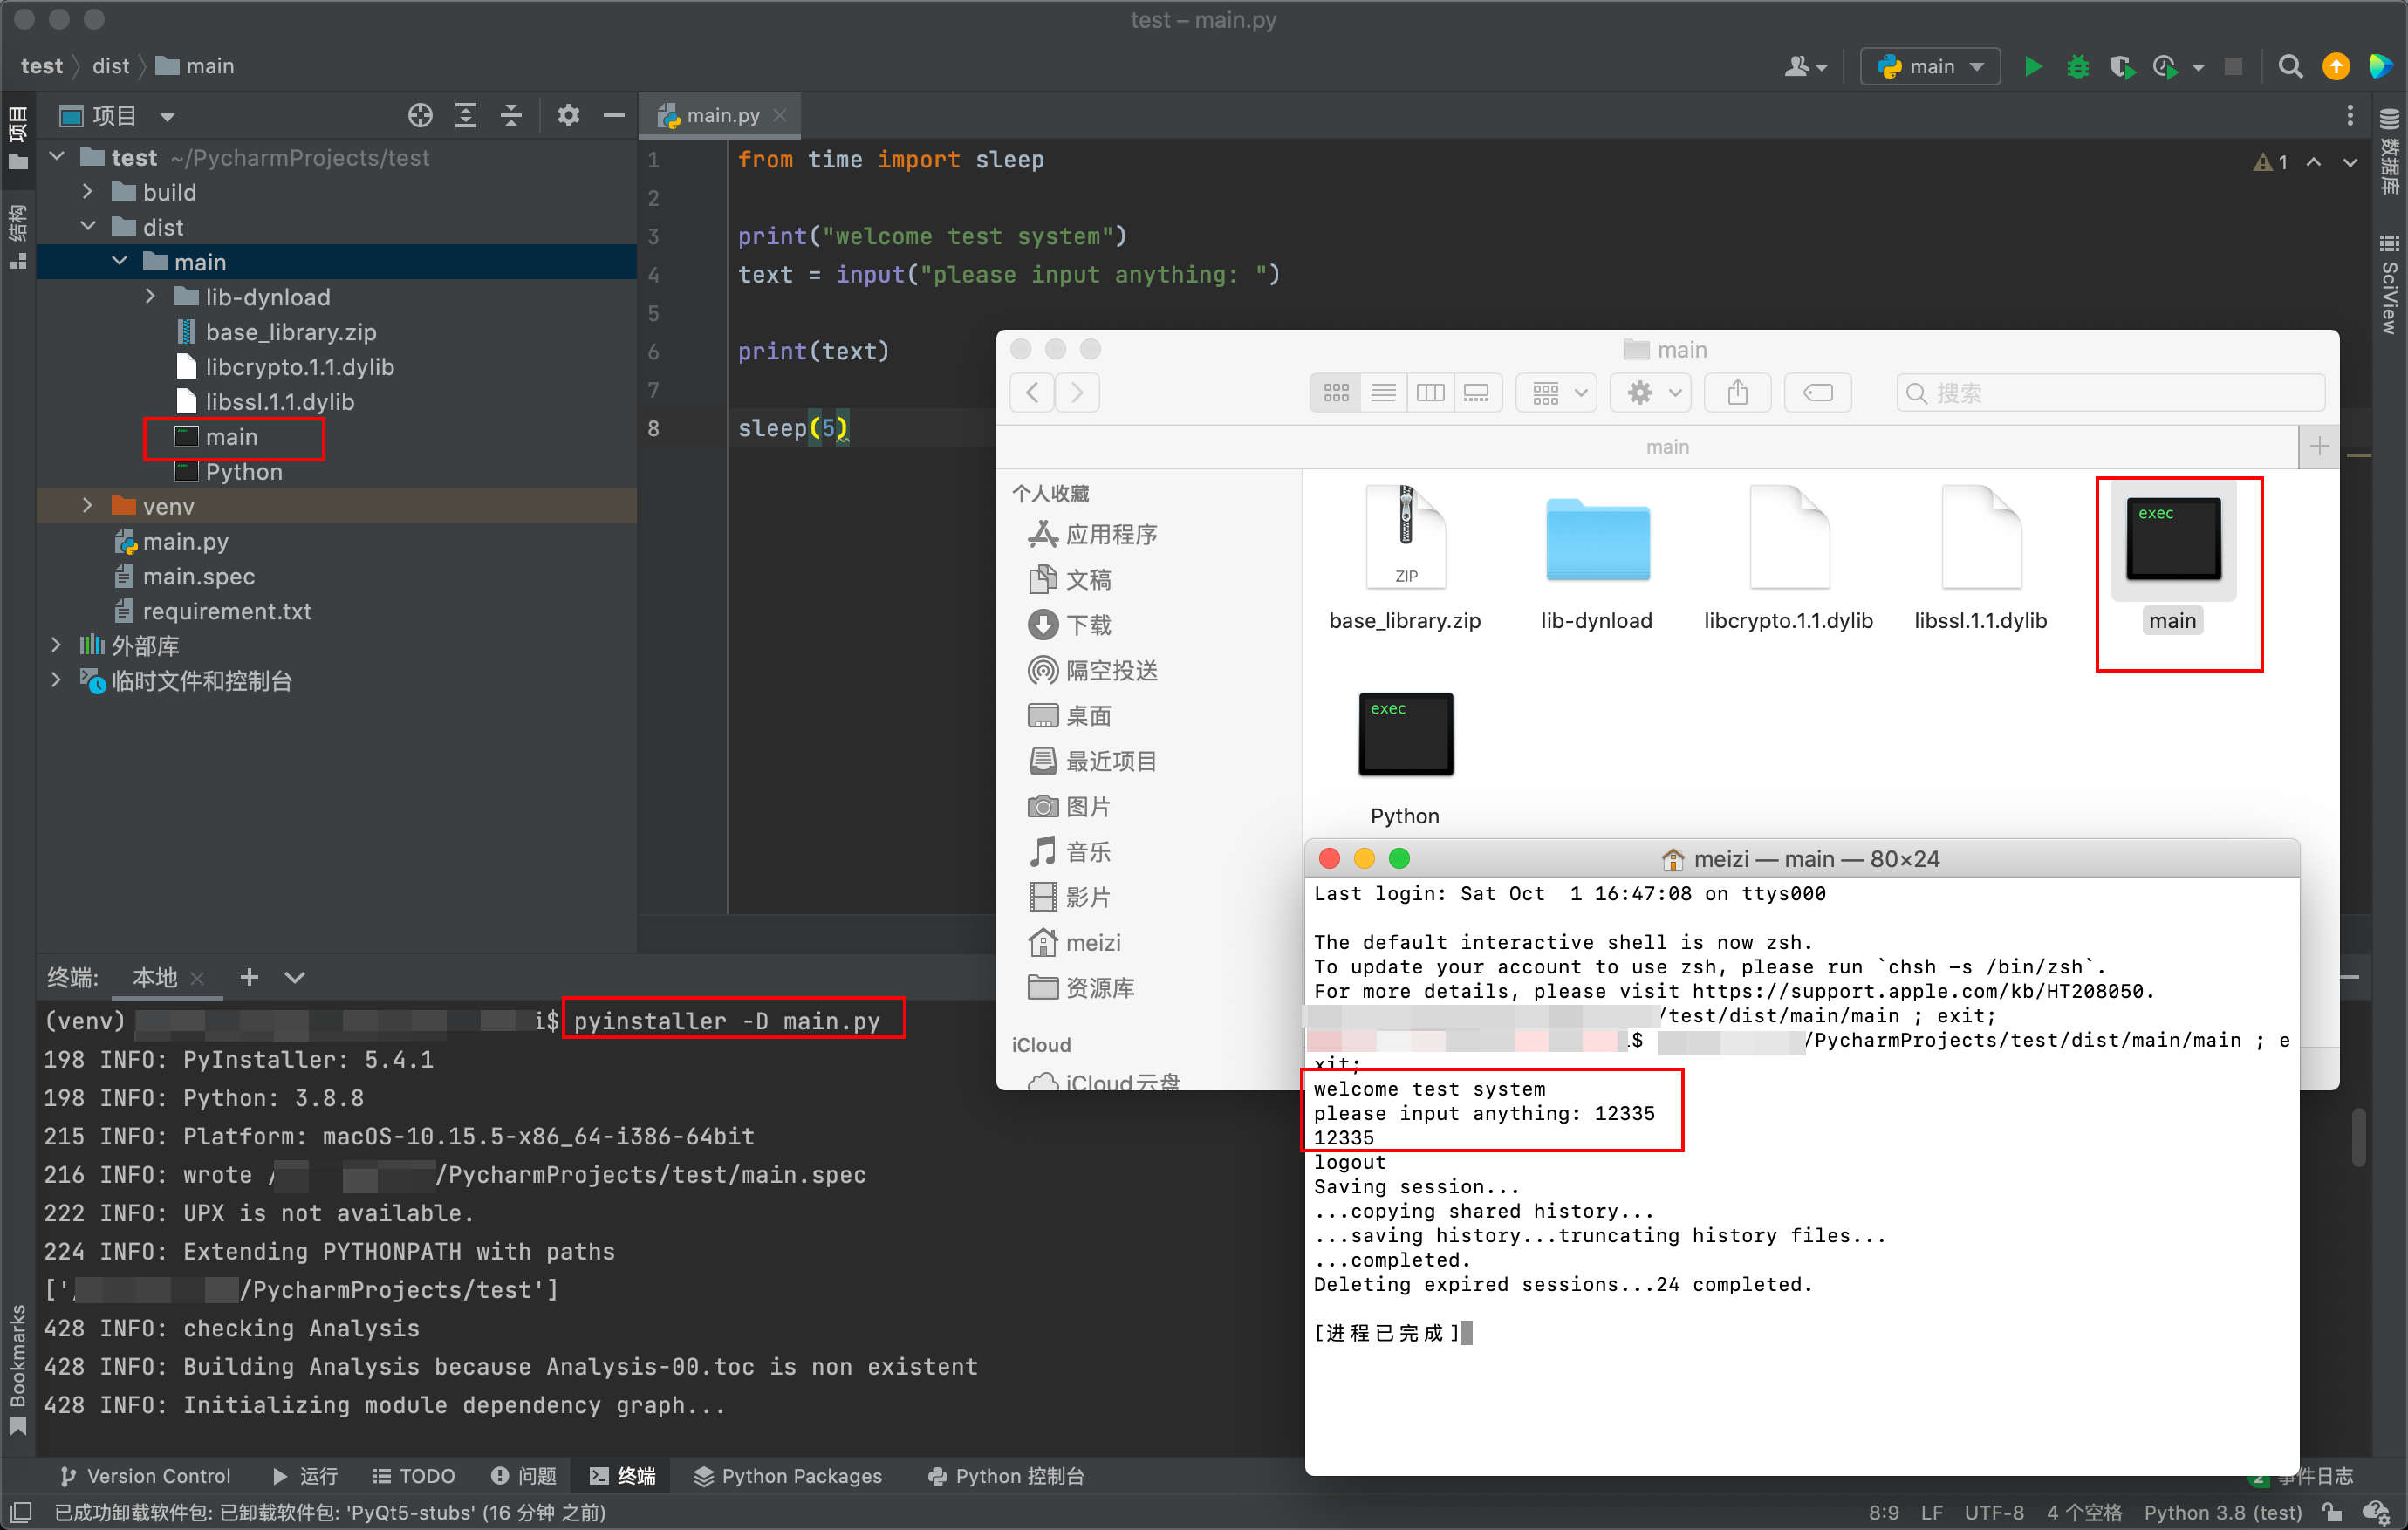 test – main.py
test 〉 dist 〉 main
main
项目
main.py
项目
结构
Bookmarks
test ~/PycharmProjects/test
build
dist
main
lib-dynload
base_library.zip
libcrypto.1.1.dylib
libssl.1.1.dylib
main
Python
venv
main.py
main.spec
requirement.txt
外部库
临时文件和控制台
1 from time import sleep
2
3 print("welcome test system")
4 text = input("please input anything: ")
5
6 print(text)
7
8 sleep(5)
1
数据库
SciView
main
搜索
main
个人收藏
应用程序
文稿
下载
隔空投送
桌面
最近项目
图片
音乐
影片
meizi
资源库
iCloud
iCloud云盘
ZIP
base_library.zip
lib-dynload
libcrypto.1.1.dylib
libssl.1.1.dylib
exec
main
exec
Python
meizi — main — 80×24
Last login: Sat Oct  1 16:47:08 on ttys000
The default interactive shell is now zsh.
To update your account to use zsh, please run `chsh -s /bin/zsh`.
For more details, please visit https://support.apple.com/kb/HT208050.
/test/dist/main/main ; exit;
$ /PycharmProjects/test/dist/main/main ; e
xit;
welcome test system
please input anything: 12335
12335
logout
Saving session...
...copying shared history...
...saving history...truncating history files...
...completed.
Deleting expired sessions...24 completed.
[进程已完成]
终端: 本地
(venv) i$ pyinstaller -D main.py
198 INFO: PyInstaller: 5.4.1
198 INFO: Python: 3.8.8
215 INFO: Platform: macOS-10.15.5-x86_64-i386-64bit
216 INFO: wrote / /PycharmProjects/test/main.spec
222 INFO: UPX is not available.
224 INFO: Extending PYTHONPATH with paths
['/ /PycharmProjects/test']
428 INFO: checking Analysis
428 INFO: Building Analysis because Analysis-00.toc is non existent
428 INFO: Initializing module dependency graph...
Version Control 运行 TODO 问题 终端 Python Packages Python 控制台 2 事件日志
已成功卸载软件包: 已卸载软件包: 'PyQt5-stubs' (16 分钟 之前) 8:9 LF UTF-8 4 个空格 Python 3.8 (test)